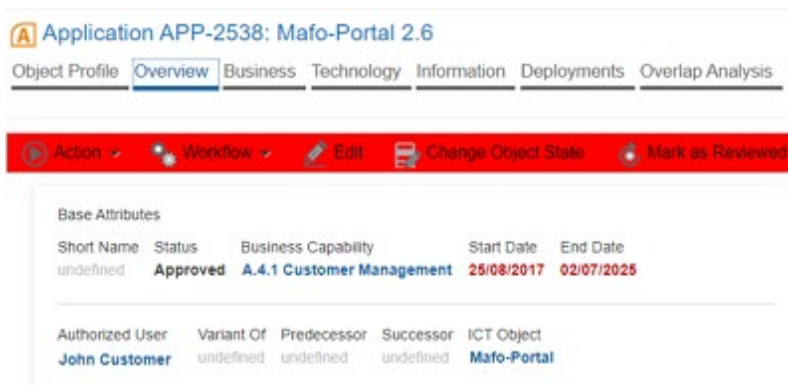 A Application APP-2538: Mafo-Portal 2.6
Object Profile Overview Business Technology Information Deployments Overlap Analysis
Action Workflow Edit Change Object State Mark as Reviewed
Base Attributes
Short Name Status Business Capability Start Date End Date
undefined Approved A.4.1 Customer Management 25/08/2017 02/07/2025
Authorized User Variant Of Predecessor Successor ICT Object
John Customer undefined undefined undefined Mafo-Portal